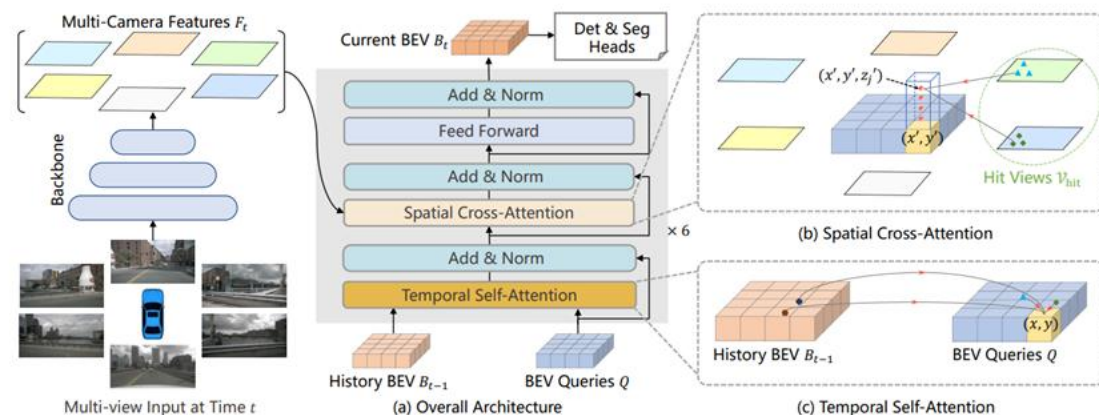 Multi-Camera Features F_t
Backbone
Multi-view Input at Time t
Current BEV B_t
Det & Seg
Heads
Add & Norm
Feed Forward
Add & Norm
Spatial Cross-Attention
× 6
Add & Norm
Temporal Self-Attention
History BEV B_{t−1}
BEV Queries Q
(a) Overall Architecture
(x′, y′, z_j′)
(x′, y′)
Hit Views 𝒱_hit
(b) Spatial Cross-Attention
(x, y)
History BEV B_{t−1}
BEV Queries Q
(c) Temporal Self-Attention